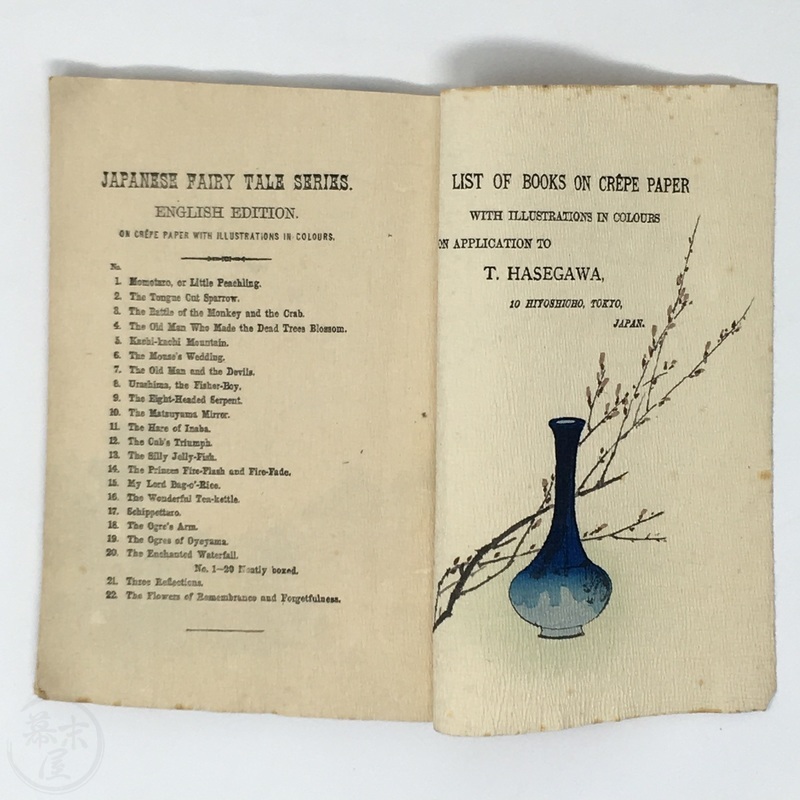 JAPANESE FAIRY TALE SERIES.
ENGLISH EDITION.
ON CRÊPE PAPER WITH ILLUSTRATIONS IN COLOURS.
No.
1. Momotaro, or Little Peachling.
2. The Tongue Cut Sparrow.
3. The Battle of the Monkey and the Crab.
4. The Old Man Who Made the Dead Trees Blossom.
5. Kachi-kachi Mountain.
6. The Mouse's Wedding.
7. The Old Man and the Devils.
8. Urashima, the Fisher-Boy.
9. The Eight-Headed Serpent.
10. The Matsuyama Mirror.
11. The Hare of Inaba.
12. The Cub's Triumph.
13. The Silly Jelly-Fish.
14. The Princes Fire-Flash and Fire-Fade.
15. My Lord Bag-o'-Rice.
16. The Wonderful Tea-kettle.
17. Schippeitaro.
18. The Ogre's Arm.
19. The Ogres of Oyeyama.
20. The Enchanted Waterfall.
No. 1—20 Neatly boxed.
21. Three Reflections.
22. The Flowers of Remembrance and Forgetfulness.
LIST OF BOOKS ON CRÊPE PAPER
WITH ILLUSTRATIONS IN COLOURS
ON APPLICATION TO
T. HASEGAWA,
10 HIYOSHICHO, TOKYO,
JAPAN.
幕末屋